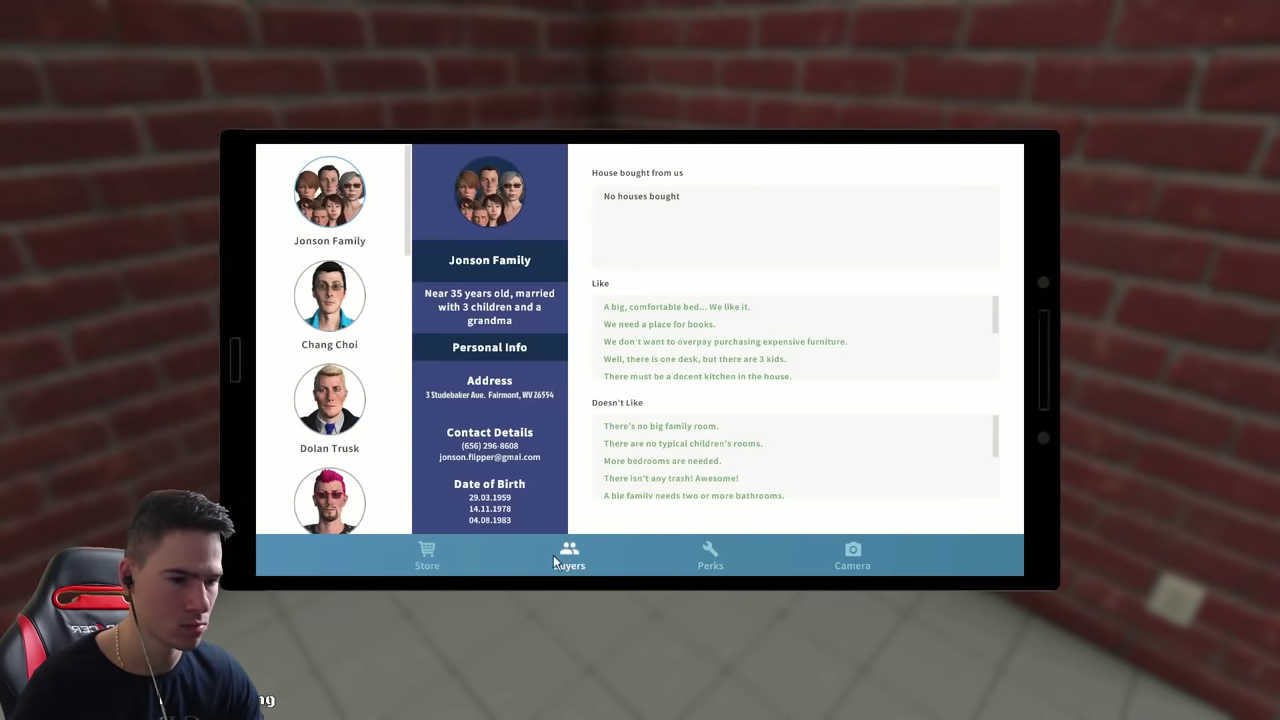 Jonson Family
Chang Choi
Dolan Trusk
Jonson Family
Near 35 years old, married
with 3 children and a
grandma
Personal Info
Address
3 Studebaker Aue. Fairmont, WV 26554
Contact Details
(656) 296-8608
jonson.flipper@gmai.com
Date of Birth
29.03.1959
14.11.1978
04.08.1983
House bought from us
No houses bought
Like
A big, comfortable bed... We like it.
We need a place for books.
We don't want to overpay purchasing expensive furniture.
Well, there is one desk, but there are 3 kids.
There must be a decent kitchen in the house.
Doesn't Like
There's no big family room.
There are no typical children's rooms.
More bedrooms are needed.
There isn't any trash! Awesome!
A big family needs two or more bathrooms.
Store
Buyers
Perks
Camera